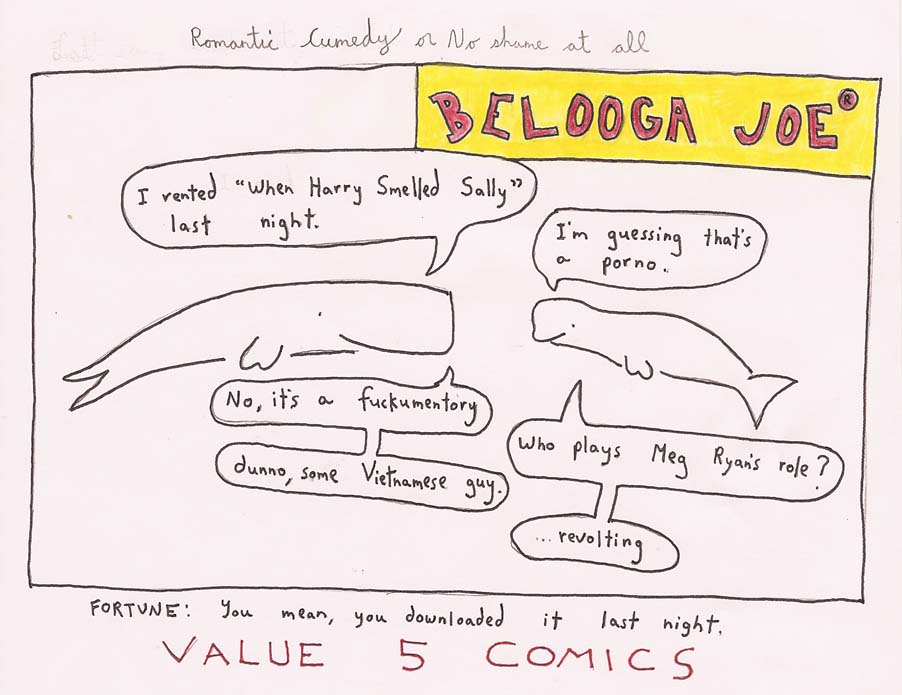 Romantic Cumedy or No shame at all
BELOOGA JOE®
I rented "When Harry Smelled Sally"
last night.
I'm guessing that's
a porno..
No, it's a fuckumentory
Who plays Meg Ryan's role?
dunno, some Vietnamese guy.
...revolting
FORTUNE: You mean, you downloaded it last night.
VALUE 5 COMICS